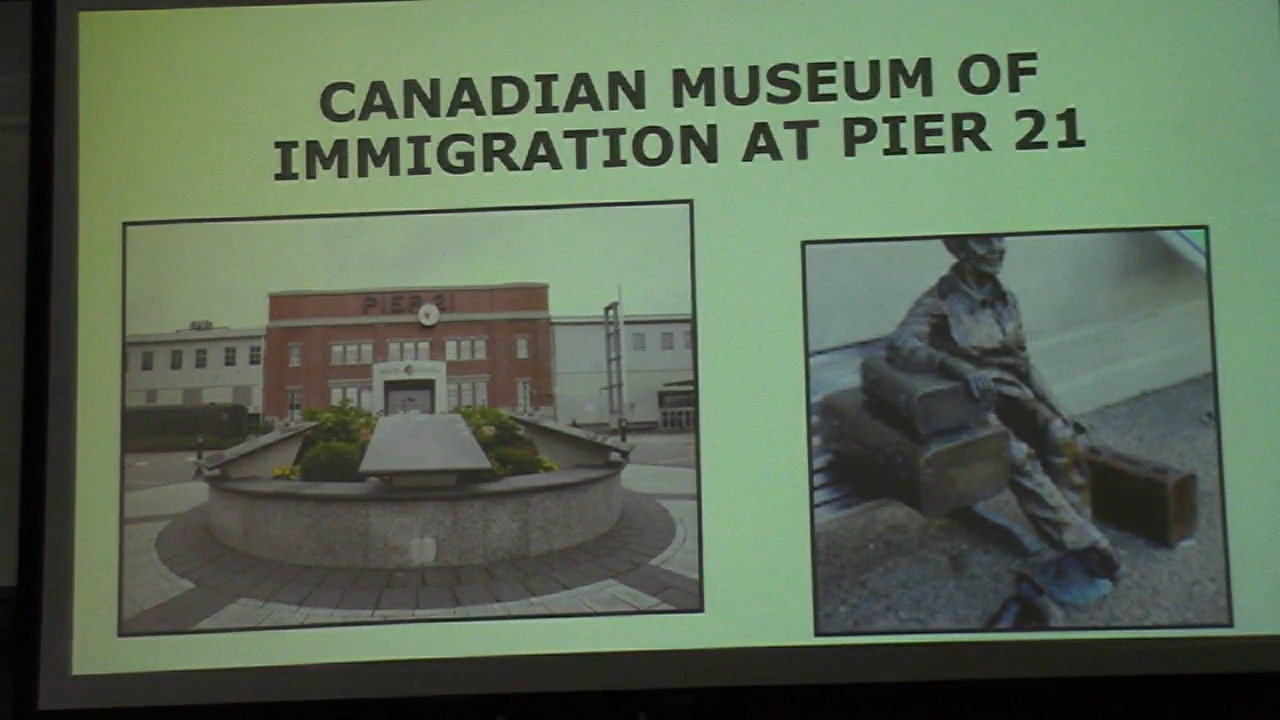 CANADIAN MUSEUM OF
IMMIGRATION AT PIER 21
PIER 21